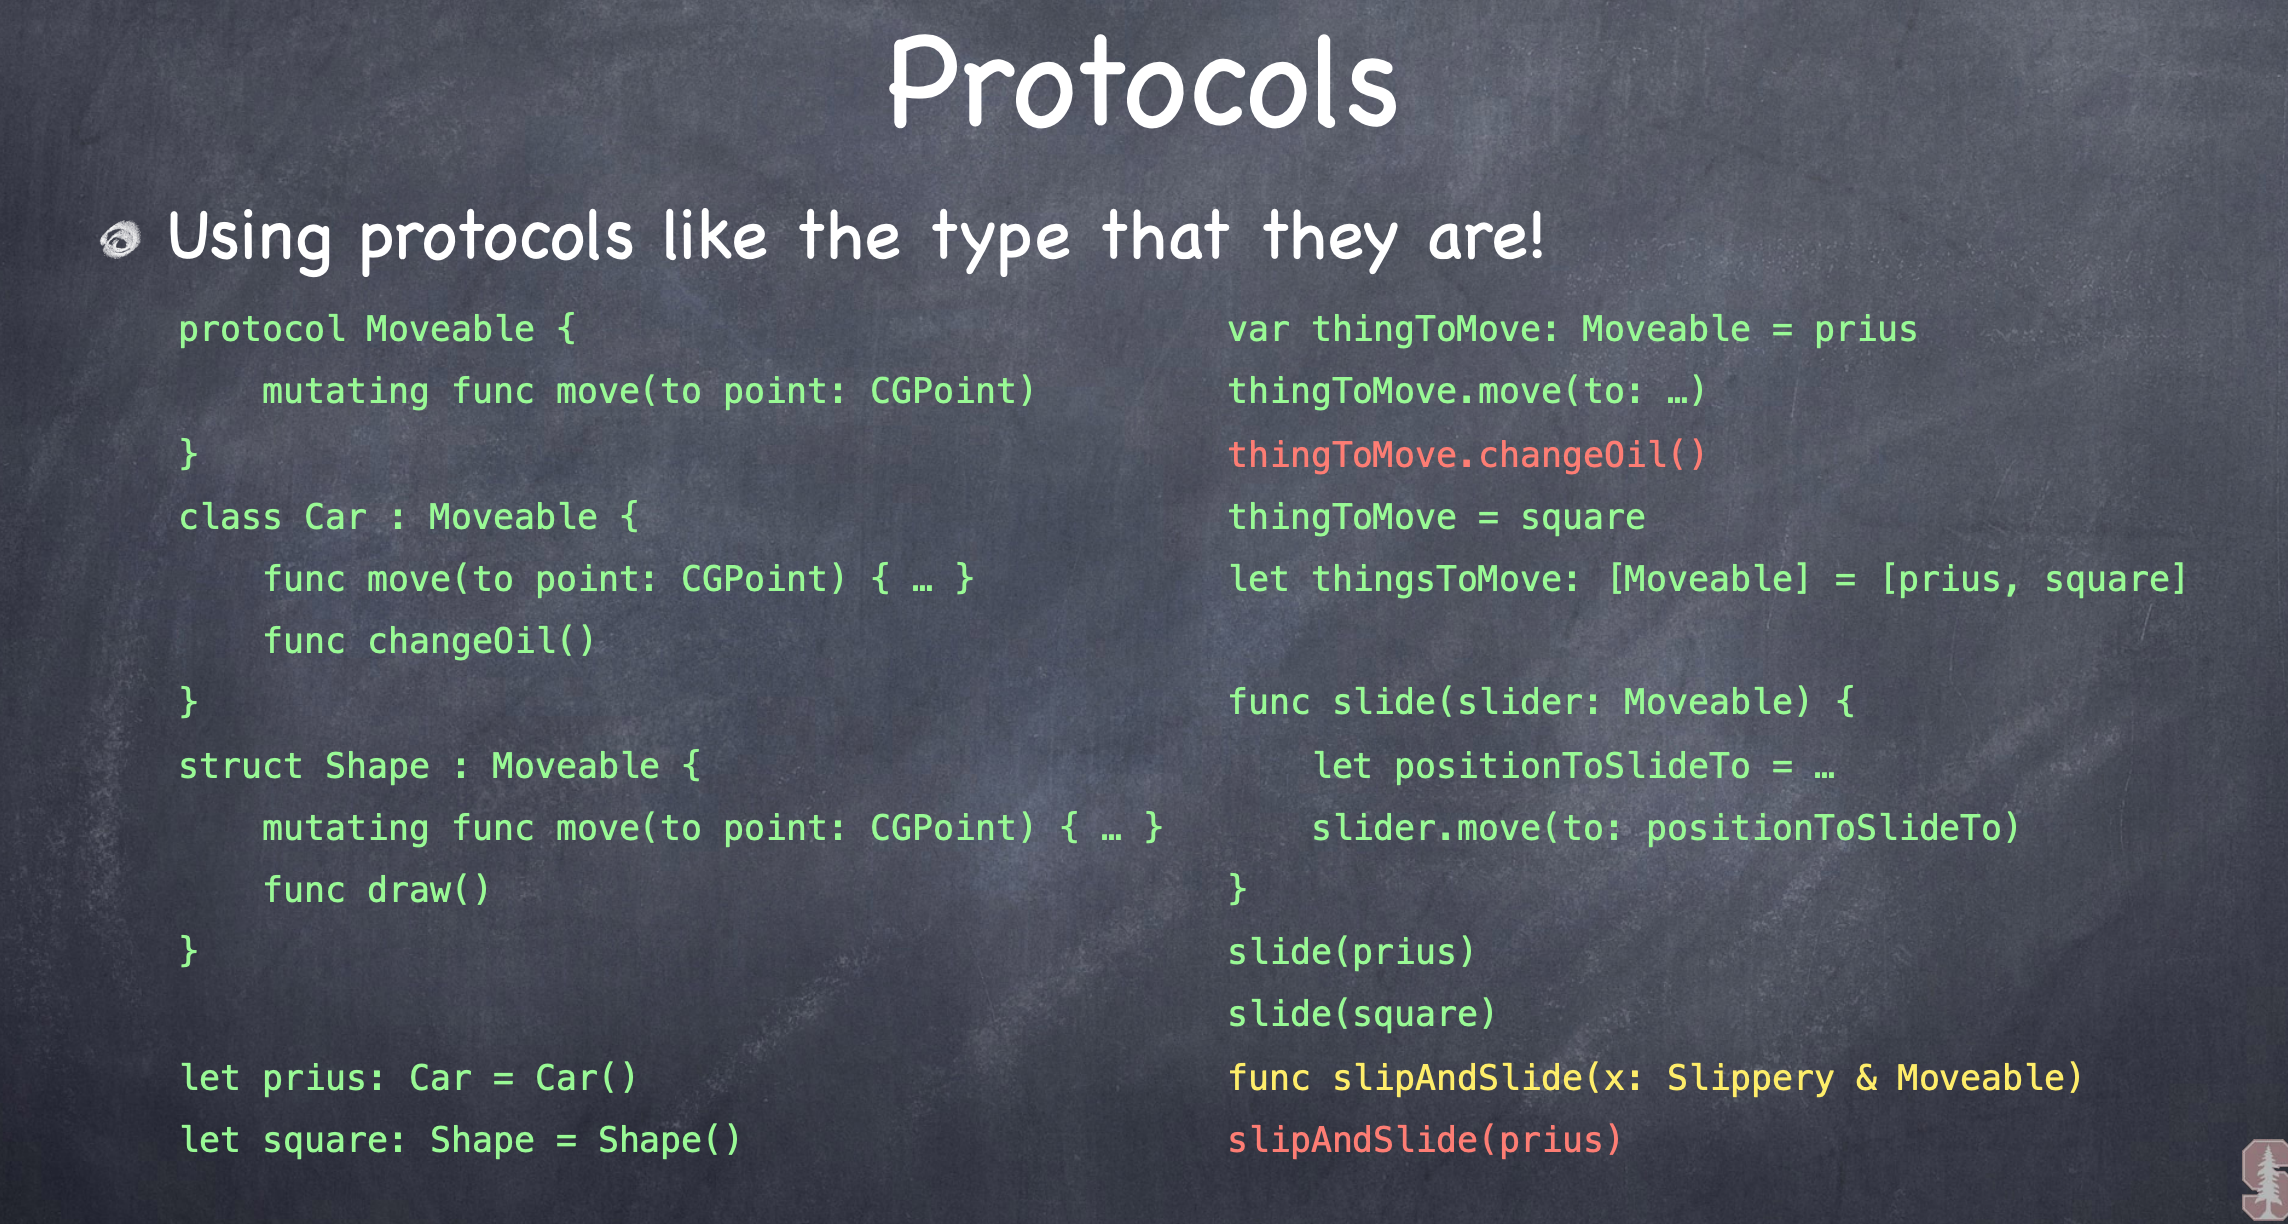 Protocols
Using protocols like the type that they are!
protocol Moveable {
mutating func move(to point: CGPoint)
}
class Car : Moveable {
func move(to point: CGPoint) { … }
func changeOil()
}
struct Shape : Moveable {
mutating func move(to point: CGPoint) { … }
func draw()
}
let prius: Car = Car()
let square: Shape = Shape()
var thingToMove: Moveable = prius
thingToMove.move(to: …)
thingToMove.changeOil()
thingToMove = square
let thingsToMove: [Moveable] = [prius, square]
func slide(slider: Moveable) {
let positionToSlideTo = …
slider.move(to: positionToSlideTo)
}
slide(prius)
slide(square)
func slipAndSlide(x: Slippery & Moveable)
slipAndSlide(prius)